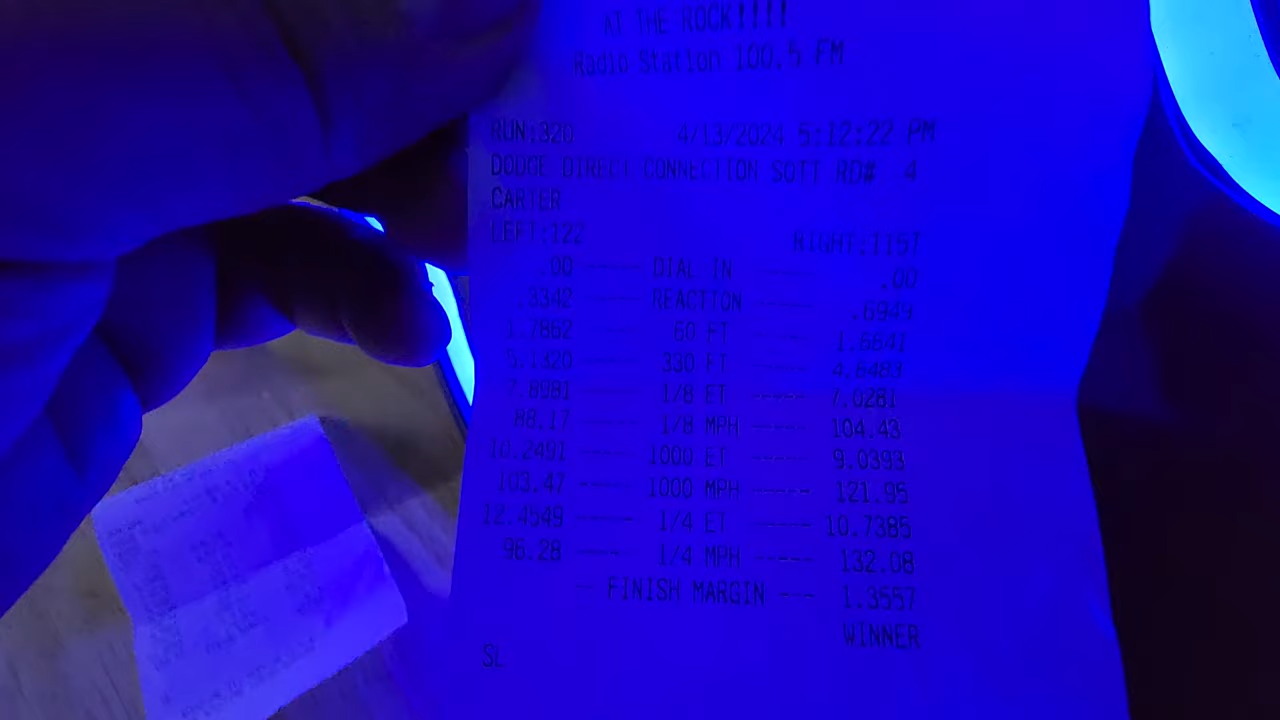 AT THE ROCK!!!!
Radio Station 100.5 FM
RUN:320 4/13/2024 5:12:22 PM
DODGE DIRECT CONNECTION SOTT RD# 4
CARTER
LEFT:122 RIGHT:I157
.00 ------ DIAL IN ----- .00
.3342 ------ REACTION ----- .6949
1.7862 ------ 60 FT ----- 1.6641
5.1320 ------ 330 FT ----- 4.6483
7.8981 ------ 1/8 ET ----- 7.0281
88.17 ------ 1/8 MPH ----- 104.43
10.2491 ------ 1000 ET ----- 9.0393
103.47 ------ 1000 MPH ----- 121.95
12.4549 ------ 1/4 ET ----- 10.7385
96.28 ------ 1/4 MPH ----- 132.08
-- FINISH MARGIN --- 1.3557
WINNER
SL